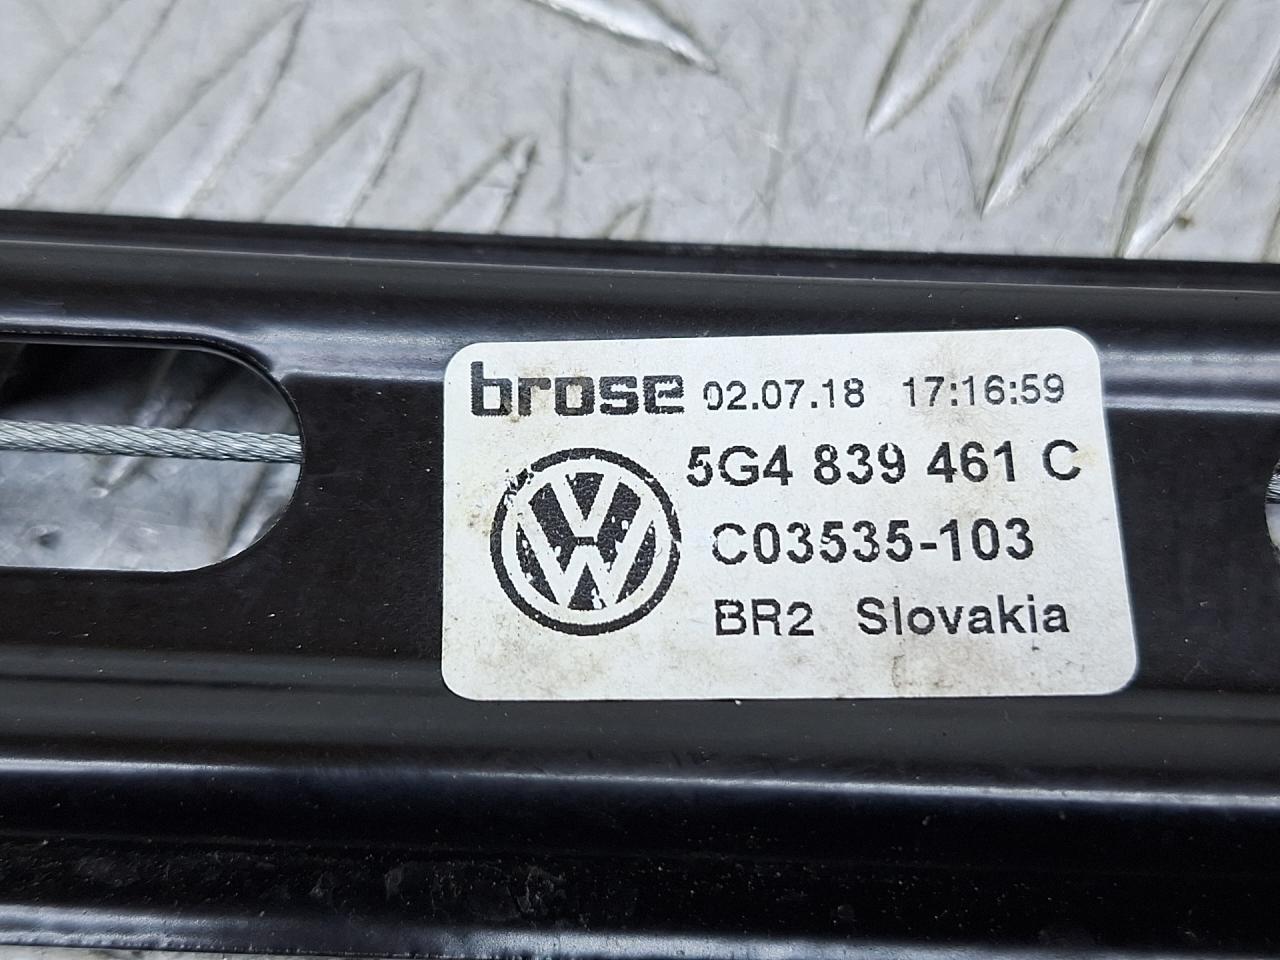 brose 02.07.18 17:16:59
5G4 839 461 C
C03535-103
BR2 Slovakia